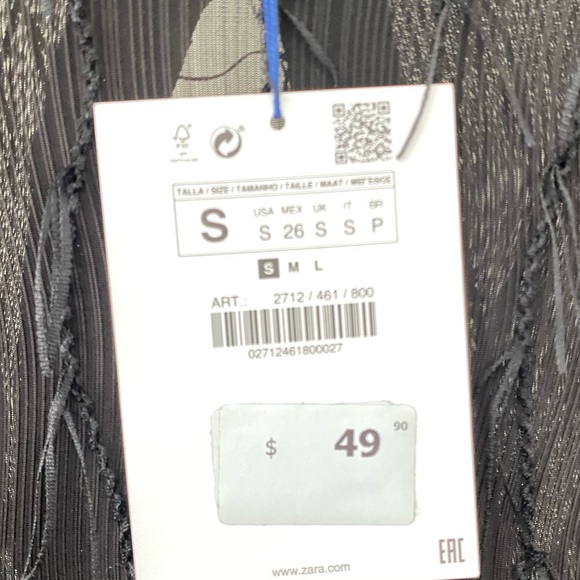 TALLA / SIZE / TAMANHO / TAILLE / MAAT /
S
USA MEX UK IT BR
S 26 S S P
S M L
ART.: 2712 / 461 / 800
02712461800027
$ 49 90
www.zara.com
EAC